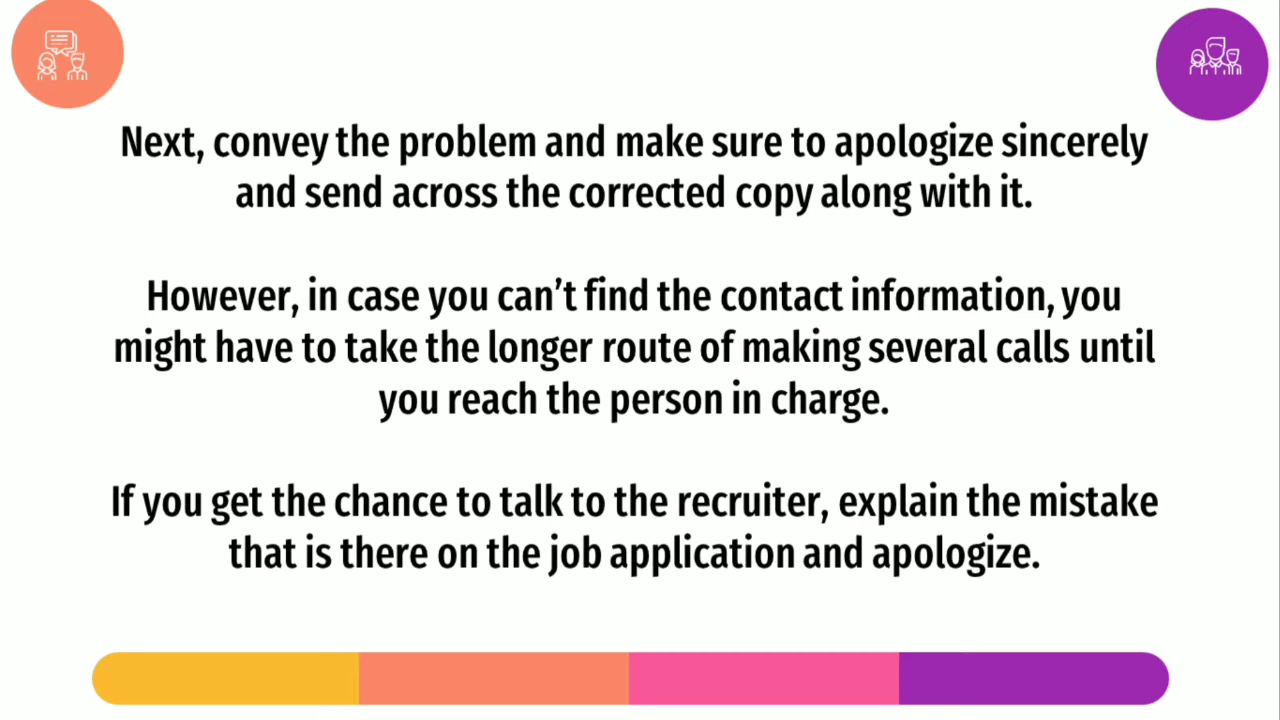 Next, convey the problem and make sure to apologize sincerely
and send across the corrected copy along with it.
However, in case you can’t find the contact information, you
might have to take the longer route of making several calls until
you reach the person in charge.
If you get the chance to talk to the recruiter, explain the mistake
that is there on the job application and apologize.